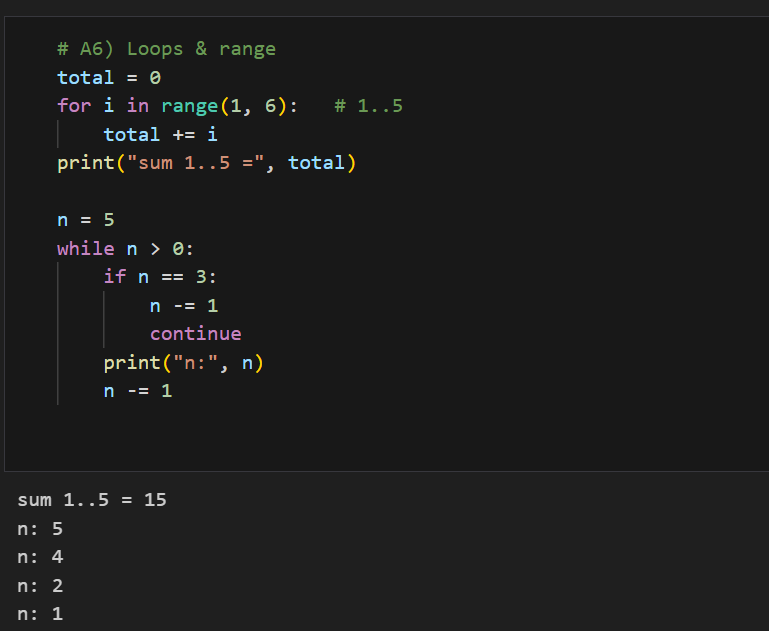 # A6) Loops & range
total = 0
for i in range(1, 6):   # 1..5
    total += i
print("sum 1..5 =", total)

n = 5
while n > 0:
    if n == 3:
        n -= 1
        continue
    print("n:", n)
    n -= 1

sum 1..5 = 15
n: 5
n: 4
n: 2
n: 1